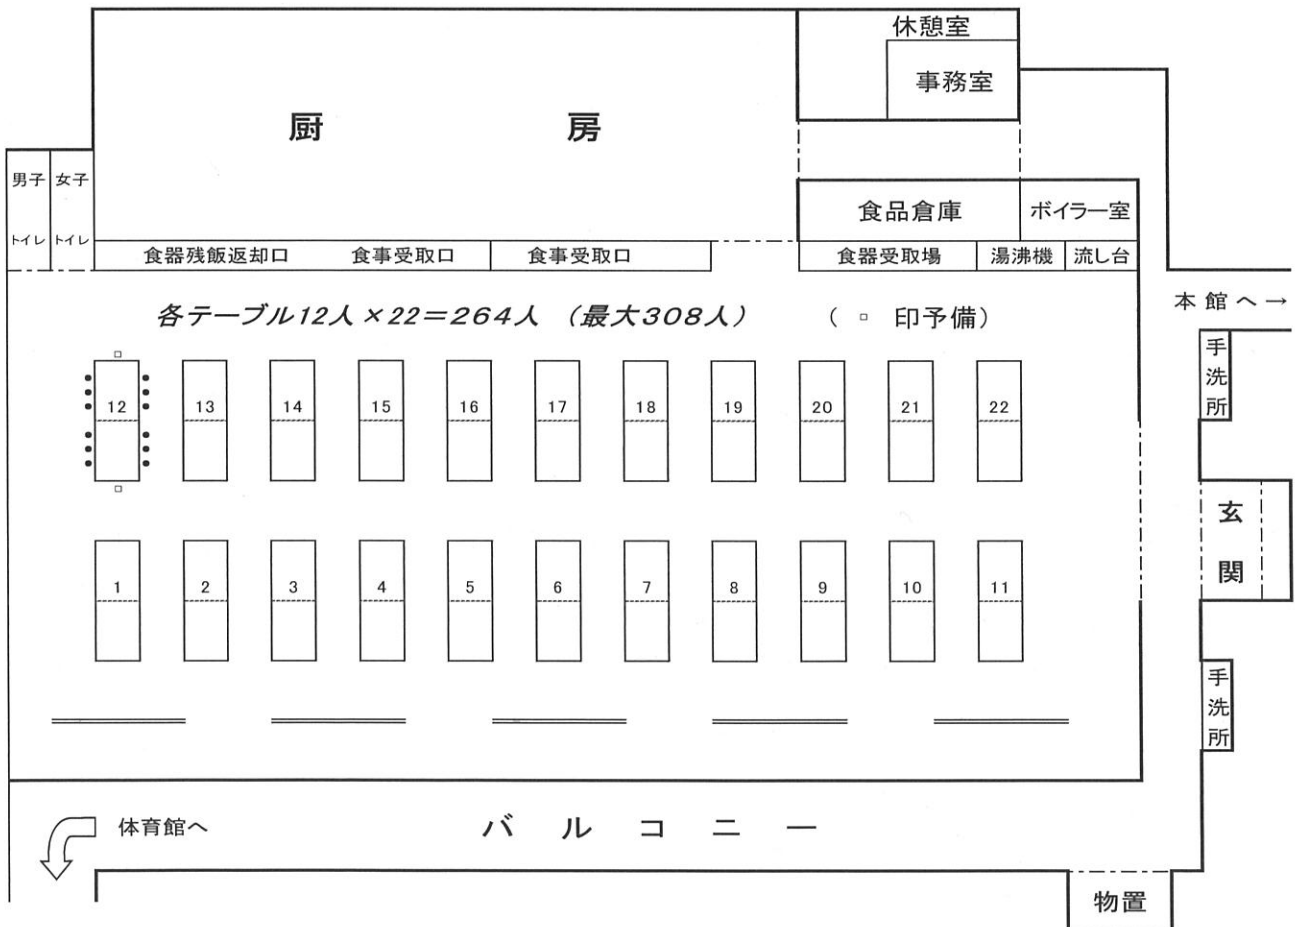 休憩室
事務室
厨房
男子トイレ
女子トイレ
食品倉庫
ボイラー室
食器残飯返却口
食事受取口
食事受取口
食器受取場
湯沸機
流し台
本館へ→
各テーブル12人×22=264人 (最大308人) (▫ 印予備)
手洗所
12 13 14 15 16 17 18 19 20 21 22
玄関
1 2 3 4 5 6 7 8 9 10 11
手洗所
体育館へ
バルコニー
物置